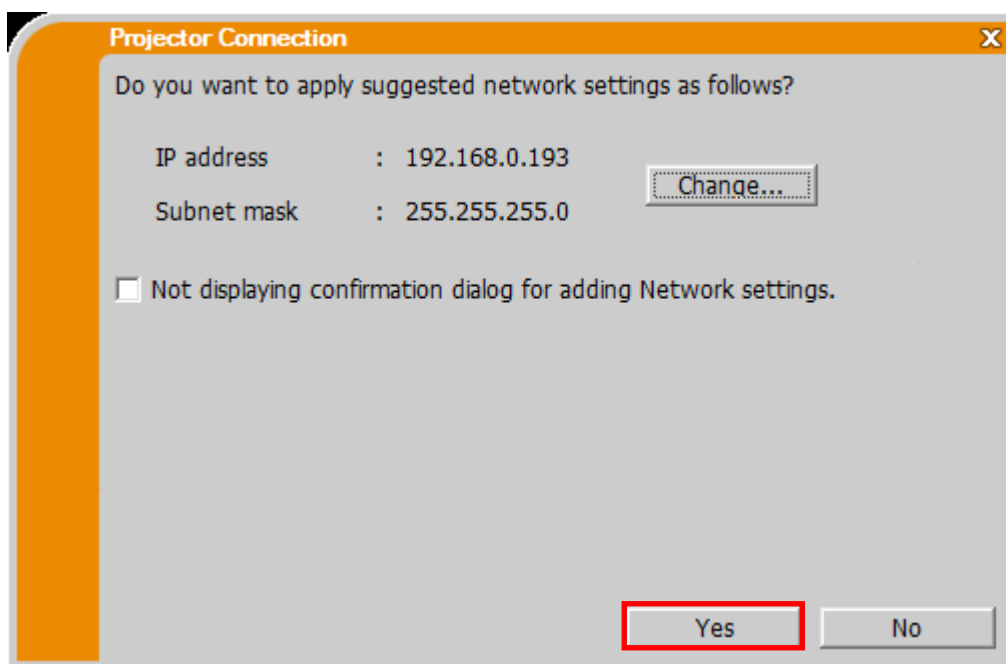 Projector Connection
Do you want to apply suggested network settings as follows?
IP address : 192.168.0.193
Change...
Subnet mask : 255.255.255.0
Not displaying confirmation dialog for adding Network settings.
Yes No